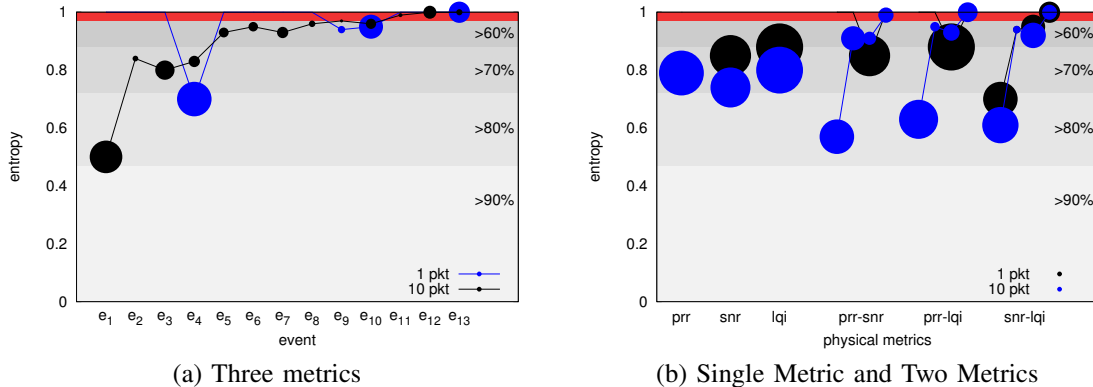 1
0.8
0.6
0.4
0.2
0
entropy
>60%
>70%
>80%
>90%
1 pkt
10 pkt
e1 e2 e3 e4 e5 e6 e7 e8 e9 e10 e11 e12 e13
event
(a) Three metrics
1
0.8
0.6
0.4
0.2
0
entropy
>60%
>70%
>80%
>90%
1 pkt
10 pkt
prr snr lqi prr-snr prr-lqi snr-lqi
physical metrics
(b) Single Metric and Two Metrics